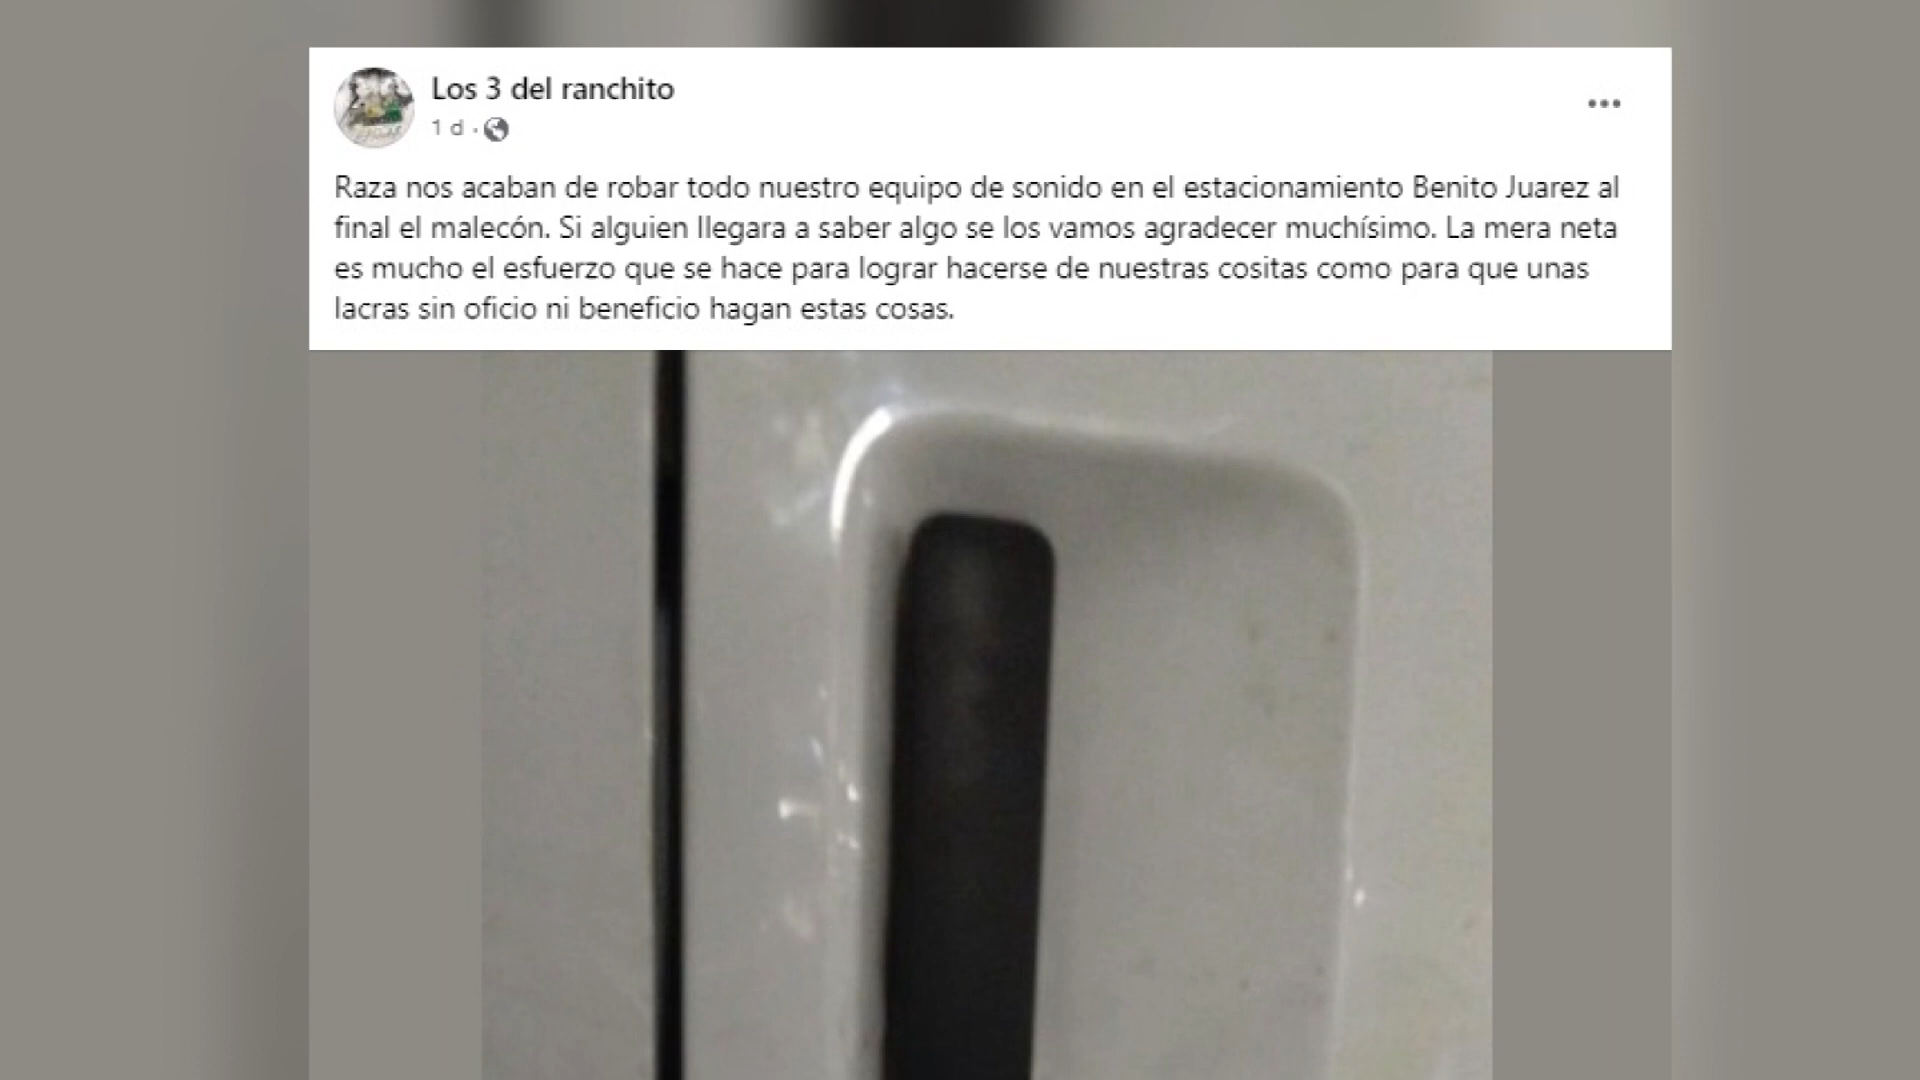 Los 3 del ranchito
1 d ·
Raza nos acaban de robar todo nuestro equipo de sonido en el estacionamiento Benito Juarez al
final el malecón. Si alguien llegara a saber algo se los vamos agradecer muchísimo. La mera neta
es mucho el esfuerzo que se hace para lograr hacerse de nuestras cositas como para que unas
lacras sin oficio ni beneficio hagan estas cosas.